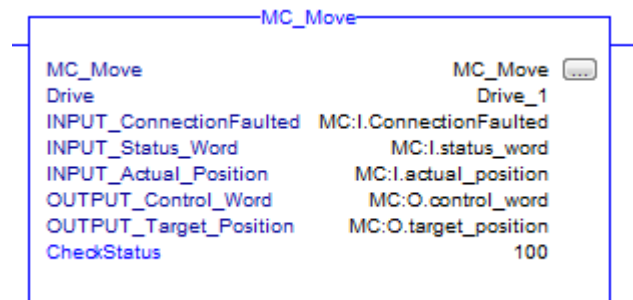 MC_Move
MC_Move MC_Move ...
Drive Drive_1
INPUT_ConnectionFaulted MC:I.ConnectionFaulted
INPUT_Status_Word MC:I.status_word
INPUT_Actual_Position MC:I.actual_position
OUTPUT_Control_Word MC:O.control_word
OUTPUT_Target_Position MC:O.target_position
CheckStatus 100